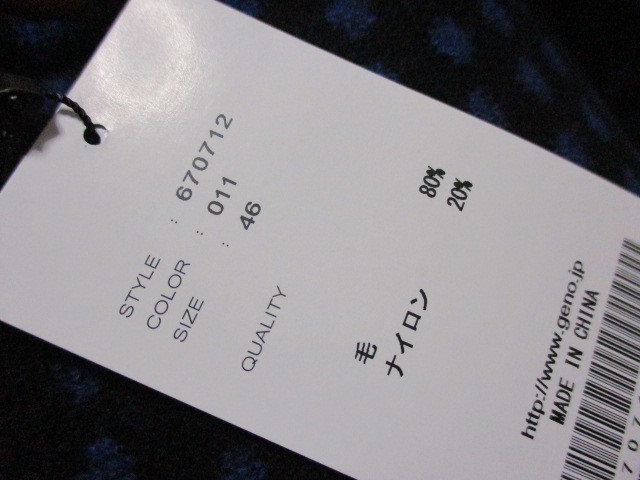 STYLE : 670712
COLOR : 011
SIZE : 46
QUALITY
毛 80%
ナイロン 20%
http://www.geno.jp
MADE IN CHINA